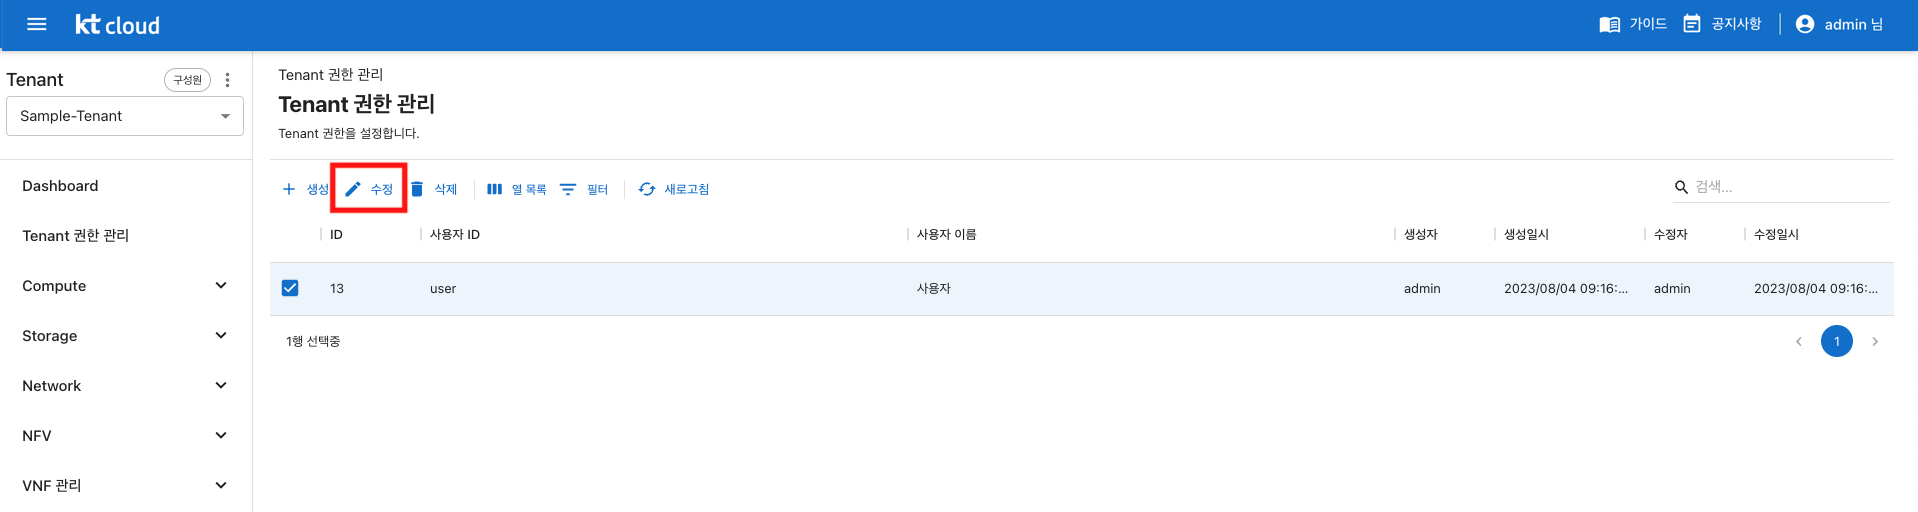 kt cloud
가이드
공지사항
admin 님
Tenant
구성원
Sample-Tenant
Dashboard
Tenant 권한 관리
Compute
Storage
Network
NFV
VNF 관리
Tenant 권한 관리
Tenant 권한 관리
Tenant 권한을 설정합니다.
생성 수정 삭제 열 목록 필터 새로고침
검색...
ID 사용자 ID 사용자 이름 생성자 생성일시 수정자 수정일시
13 user 사용자 admin 2023/08/04 09:16:... admin 2023/08/04 09:16:...
1행 선택중
1